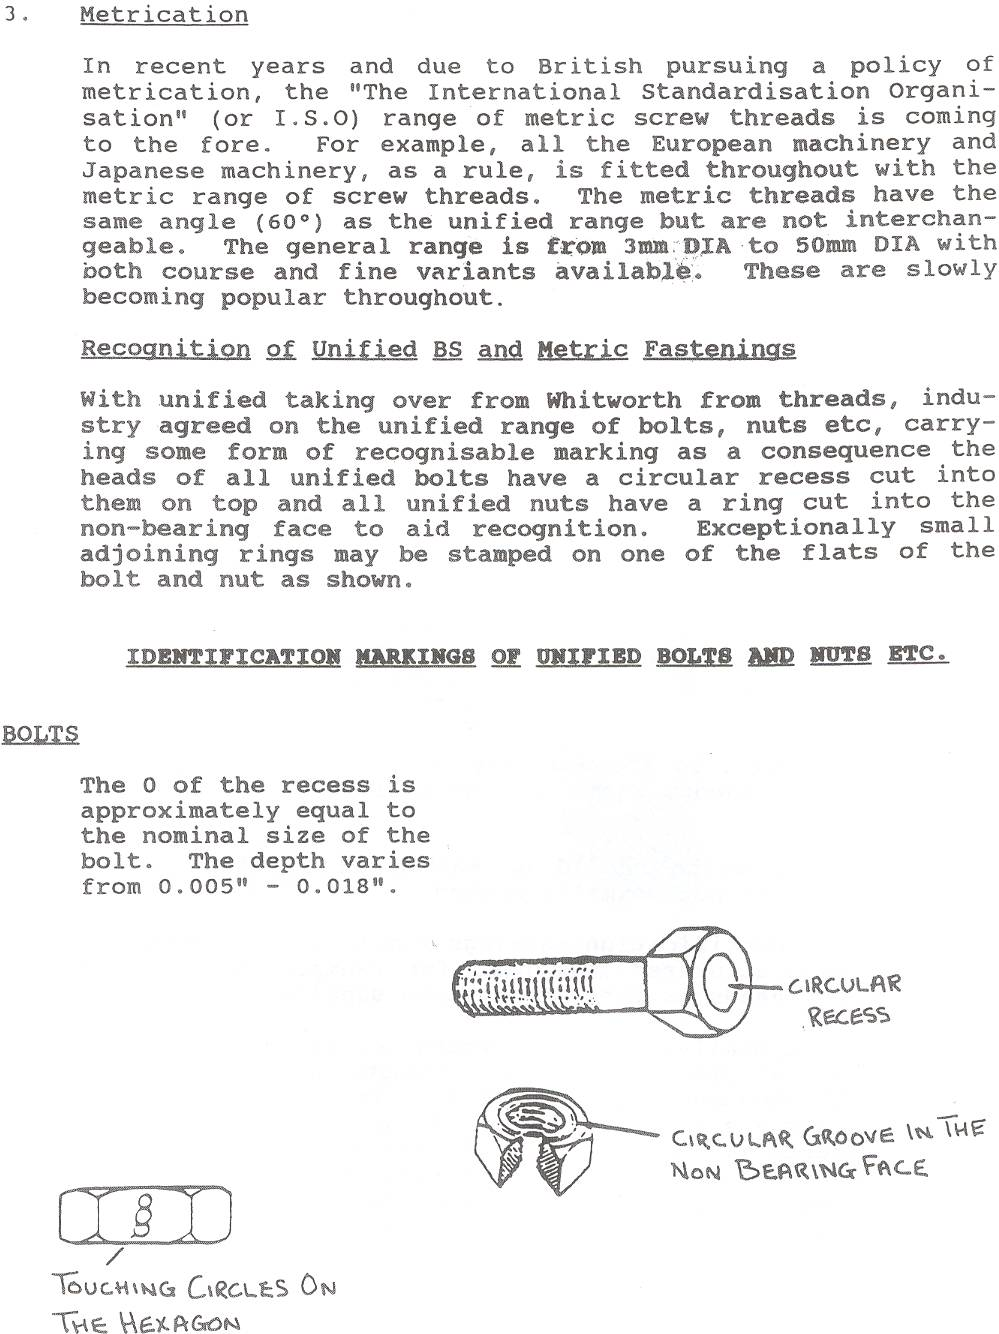 3. Metrication
In recent years and due to British pursuing a policy of
metrication, the "The International Standardisation Organi-
sation" (or I.S.O) range of metric screw threads is coming
to the fore. For example, all the European machinery and
Japanese machinery, as a rule, is fitted throughout with the
metric range of screw threads. The metric threads have the
same angle (60°) as the unified range but are not interchan-
geable. The general range is from 3mm DIA to 50mm DIA with
both course and fine variants available. These are slowly
becoming popular throughout.
Recognition of Unified BS and Metric Fastenings
With unified taking over from Whitworth from threads, indu-
stry agreed on the unified range of bolts, nuts etc, carry-
ing some form of recognisable marking as a consequence the
heads of all unified bolts have a circular recess cut into
them on top and all unified nuts have a ring cut into the
non-bearing face to aid recognition. Exceptionally small
adjoining rings may be stamped on one of the flats of the
bolt and nut as shown.
IDENTIFICATION MARKINGS OF UNIFIED BOLTS AND NUTS ETC.
BOLTS
The 0 of the recess is
approximately equal to
the nominal size of the
bolt. The depth varies
from 0.005" - 0.018".
CIRCULAR
RECESS
CIRCULAR GROOVE IN THE
NON BEARING FACE
TOUCHING CIRCLES ON
THE HEXAGON